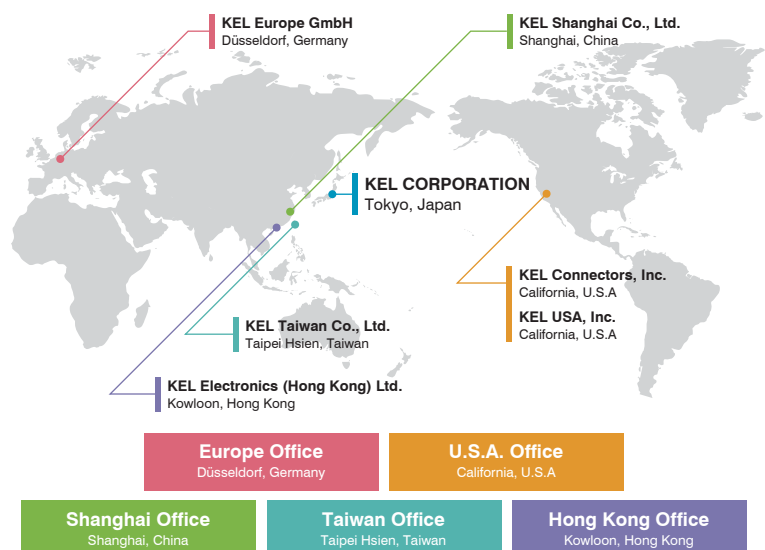 KEL Europe GmbH
Düsseldorf, Germany
KEL Shanghai Co., Ltd.
Shanghai, China
KEL CORPORATION
Tokyo, Japan
KEL Connectors, Inc.
California, U.S.A
KEL USA, Inc.
California, U.S.A
KEL Taiwan Co., Ltd.
Taipei Hsien, Taiwan
KEL Electronics (Hong Kong) Ltd.
Kowloon, Hong Kong
Europe Office
Düsseldorf, Germany
U.S.A. Office
California, U.S.A
Shanghai Office
Shanghai, China
Taiwan Office
Taipei Hsien, Taiwan
Hong Kong Office
Kowloon, Hong Kong